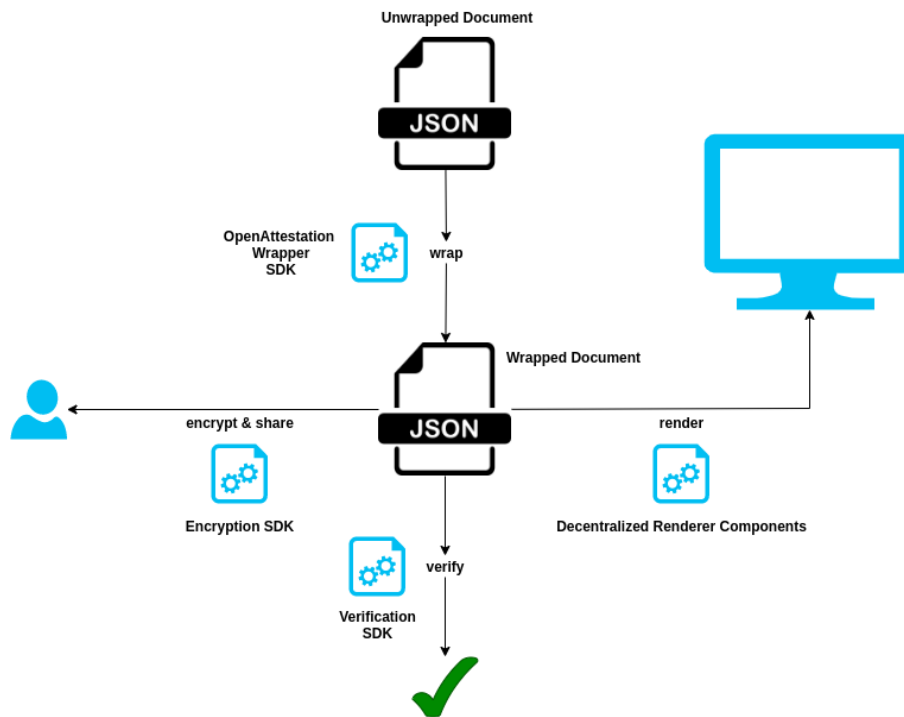 Unwrapped Document
JSON
OpenAttestation
Wrapper
SDK
wrap
Wrapped Document
JSON
encrypt & share
render
Encryption SDK
Decentralized Renderer Components
verify
Verification
SDK